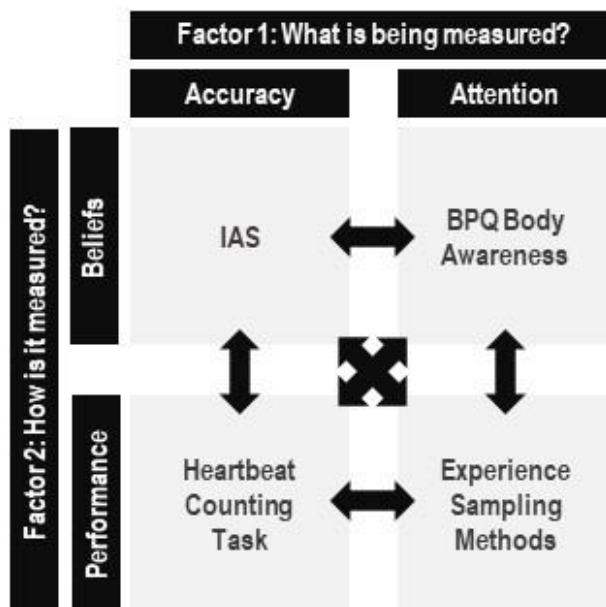 Factor 1: What is being measured?
Accuracy
Attention
Factor 2: How is it measured?
Beliefs
IAS
BPQ Body
Awareness
Performance
Heartbeat
Counting
Task
Experience
Sampling
Methods